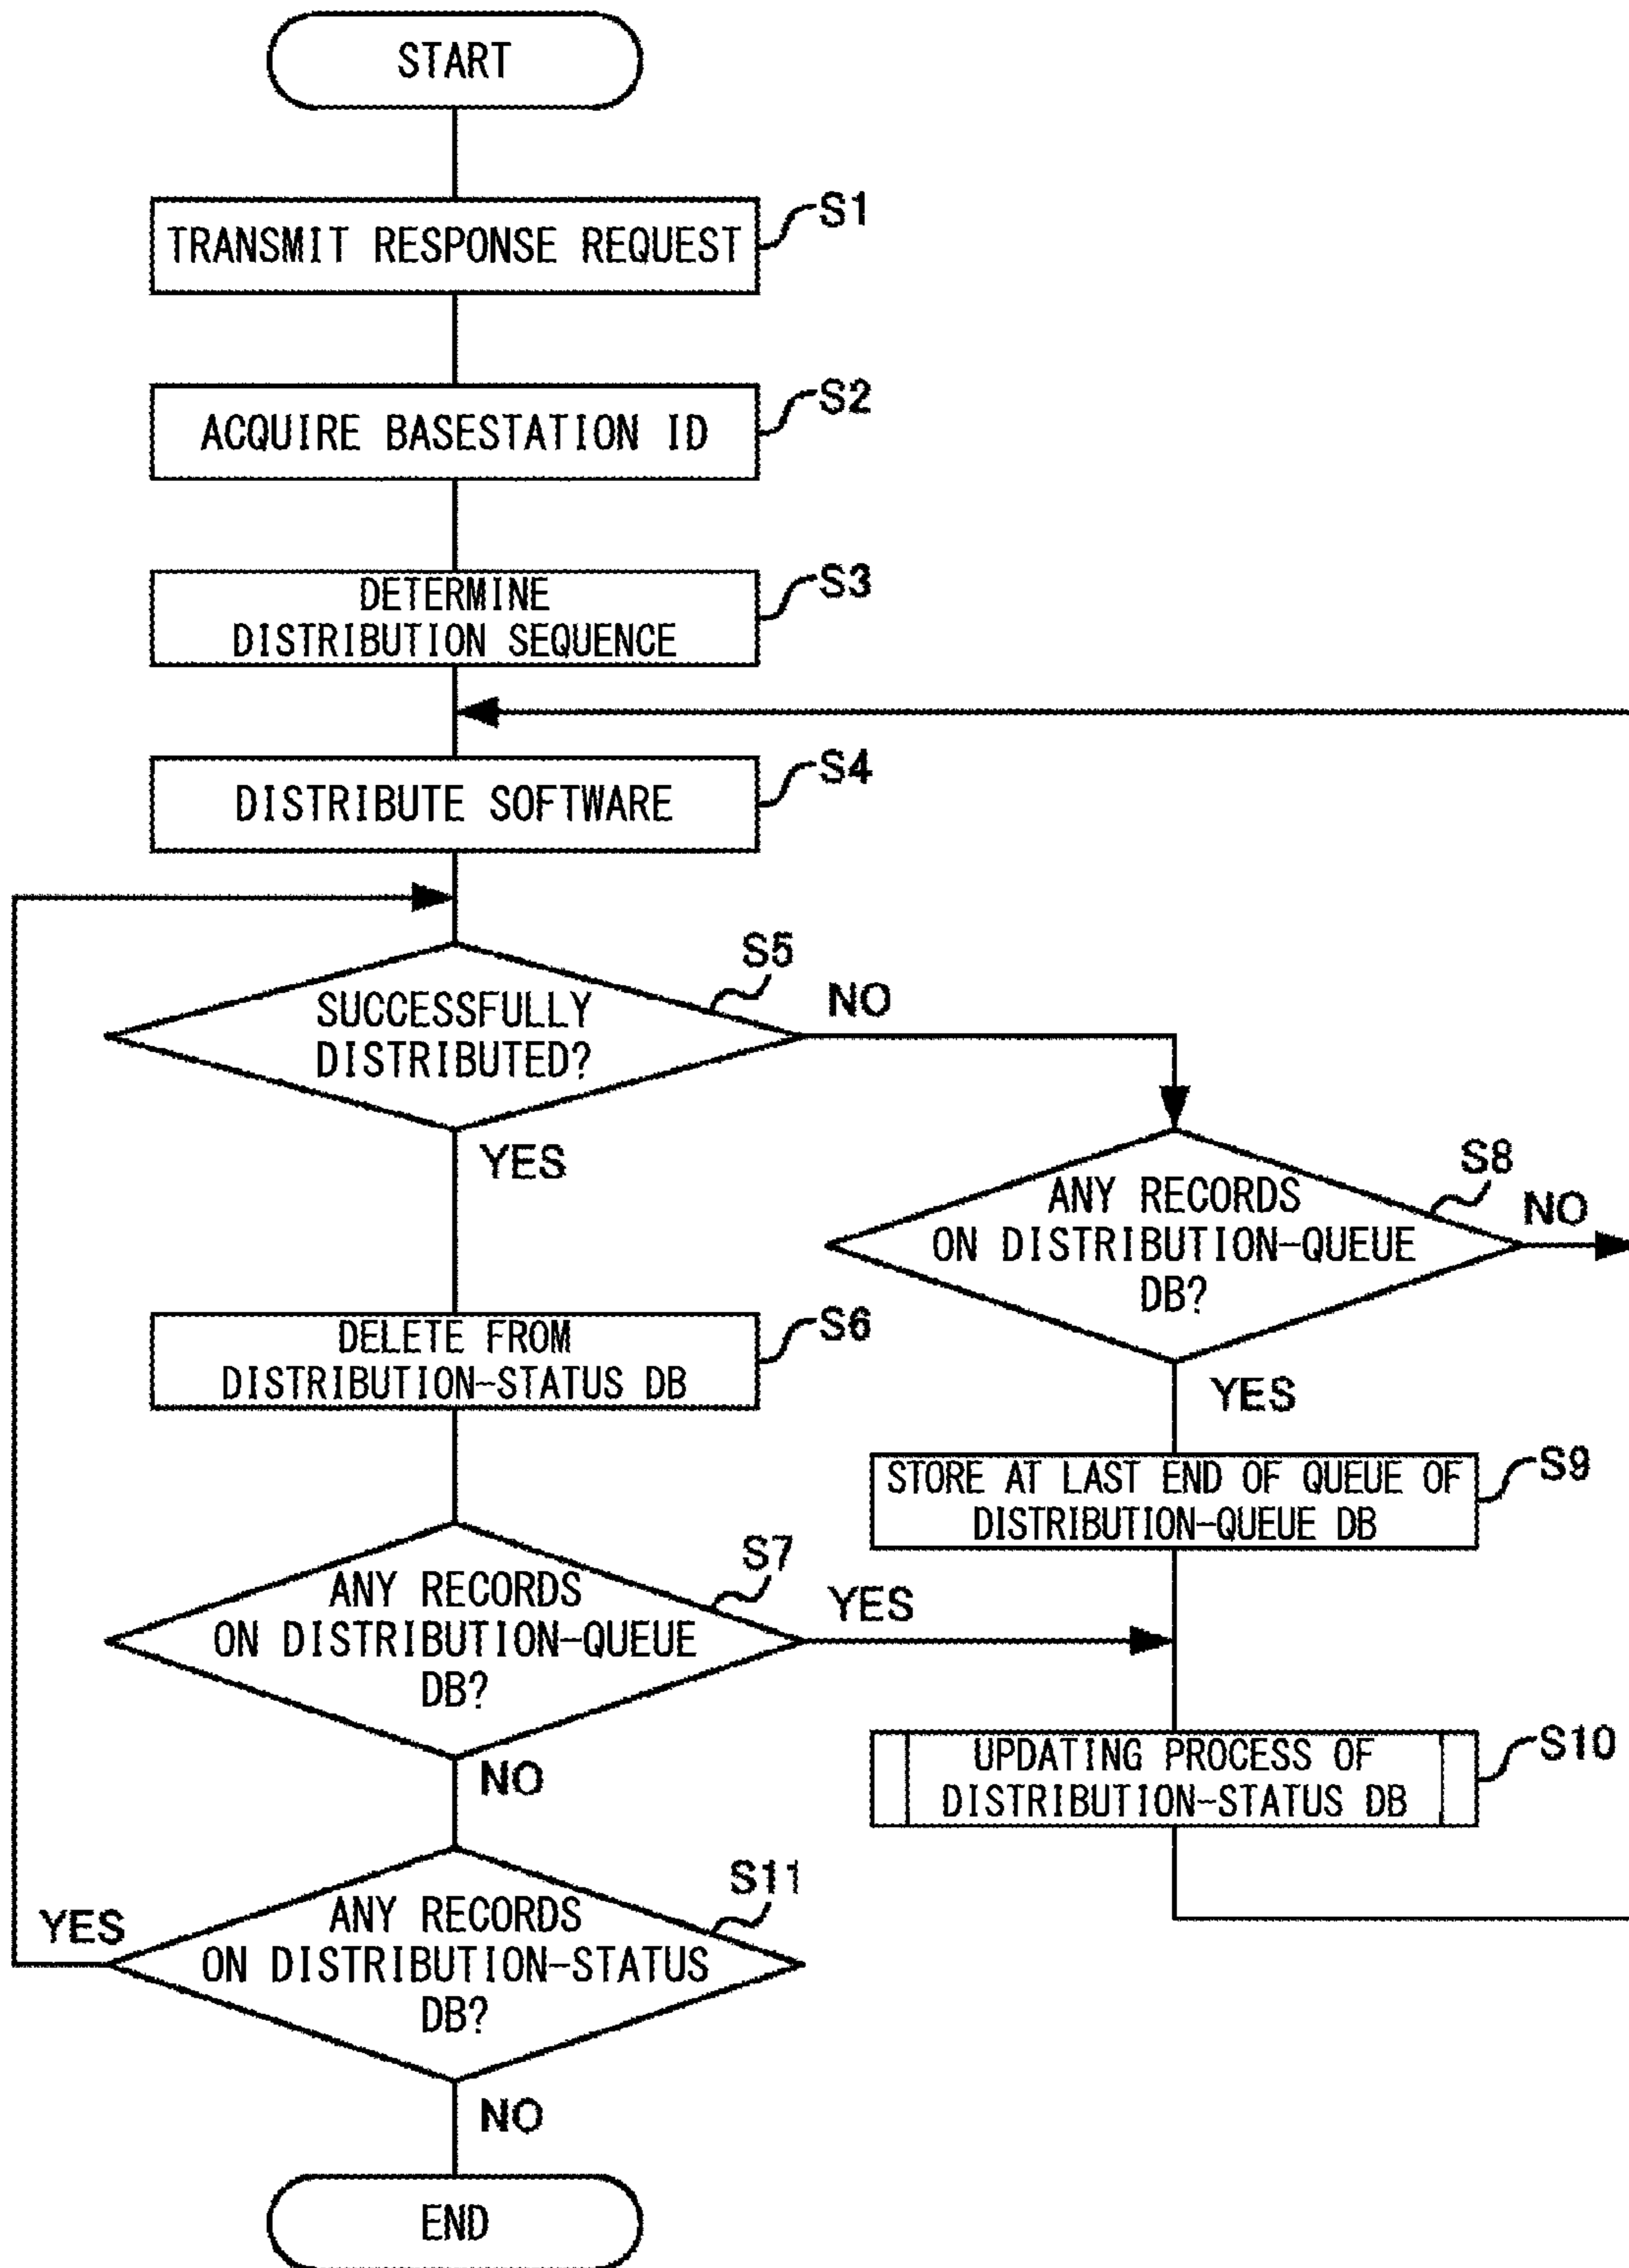 START
TRANSMIT RESPONSE REQUEST
S1
ACQUIRE BASESTATION ID
S2
DETERMINE
DISTRIBUTION SEQUENCE
S3
DISTRIBUTE SOFTWARE
S4
SUCCESSFULLY
DISTRIBUTED?
S5
NO
YES
ANY RECORDS
ON DISTRIBUTION-QUEUE
DB?
S8
NO
YES
DELETE FROM
DISTRIBUTION-STATUS DB
S6
STORE AT LAST END OF QUEUE OF
DISTRIBUTION-QUEUE DB
S9
ANY RECORDS
ON DISTRIBUTION-QUEUE
DB?
S7
YES
NO
UPDATING PROCESS OF
DISTRIBUTION-STATUS DB
S10
ANY RECORDS
ON DISTRIBUTION-STATUS
DB?
S11
YES
NO
END